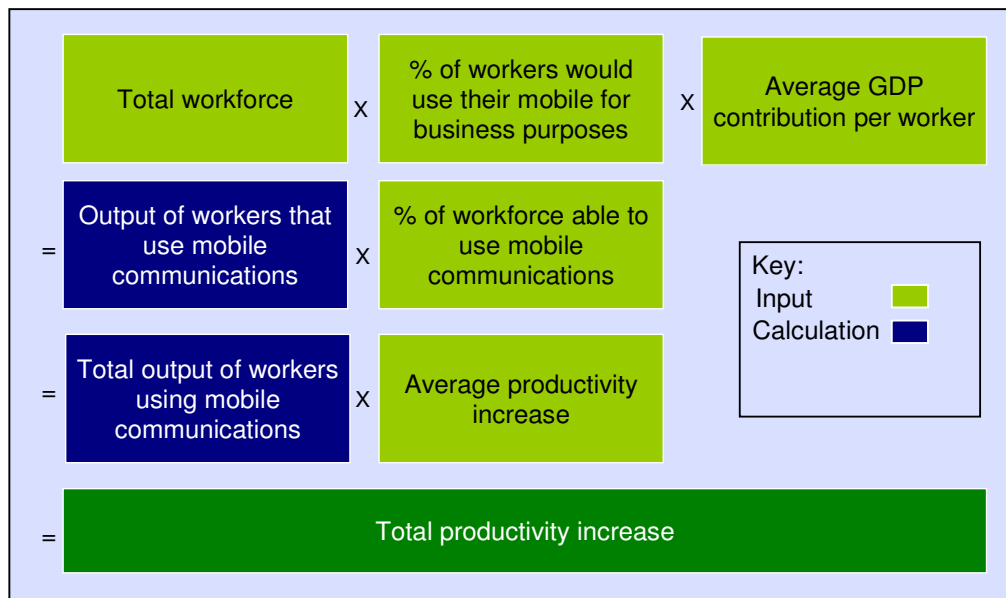 Total workforce
X
% of workers would
use their mobile for
business purposes
X
Average GDP
contribution per worker
=
Output of workers that
use mobile
communications
X
% of workforce able to
use mobile
communications
=
Total output of workers
using mobile
communications
X
Average productivity
increase
=
Total productivity increase
Key:
Input
Calculation